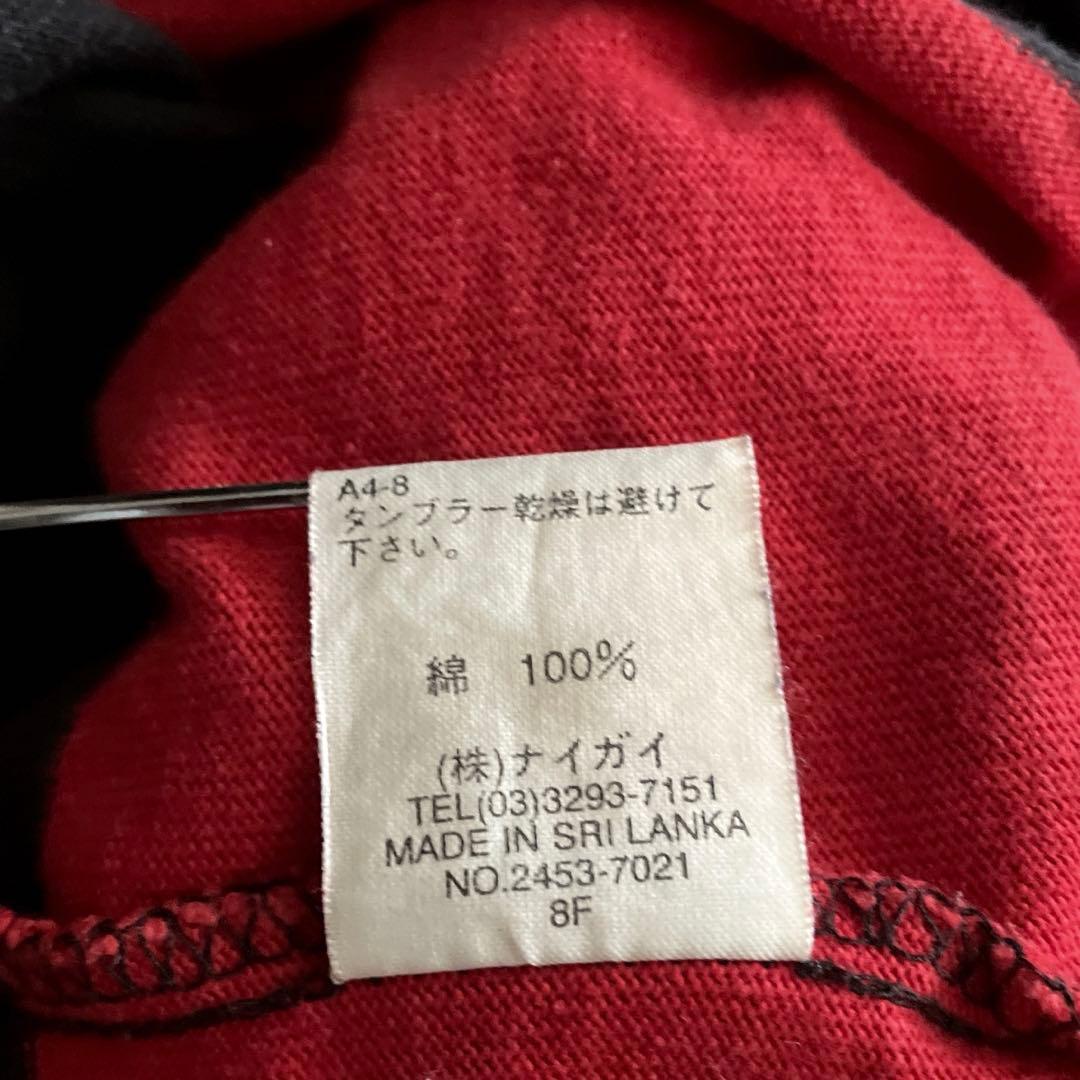 A4-8
タンブラー乾燥は避けて
下さい。
綿 100%
(株)ナイガイ
TEL(03)3293-7151
MADE IN SRI LANKA
NO.2453-7021
8F